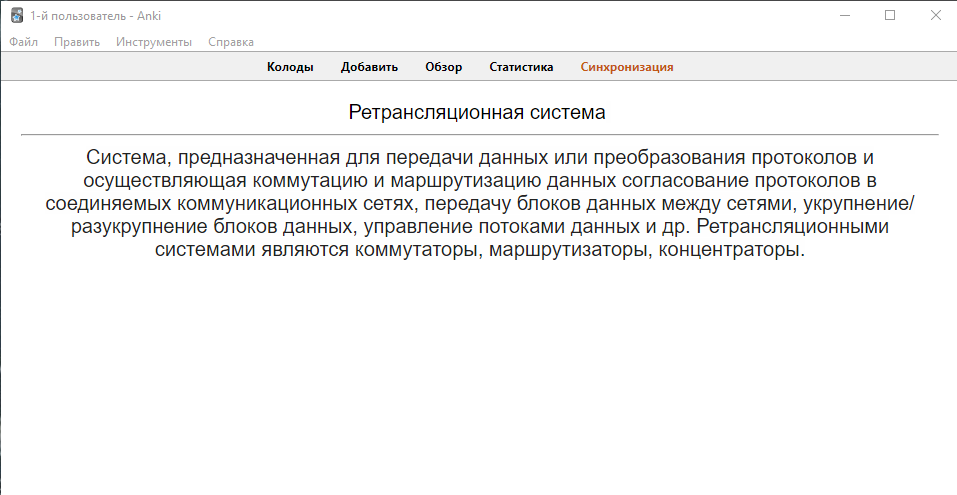 1-й пользователь - Anki
Файл Править Инструменты Справка
Колоды Добавить Обзор Статистика Синхронизация
Ретрансляционная система
Система, предназначенная для передачи данных или преобразования протоколов и
осуществляющая коммутацию и маршрутизацию данных согласование протоколов в
соединяемых коммуникационных сетях, передачу блоков данных между сетями, укрупнение/
разукрупнение блоков данных, управление потоками данных и др. Ретрансляционными
системами являются коммутаторы, маршрутизаторы, концентраторы.